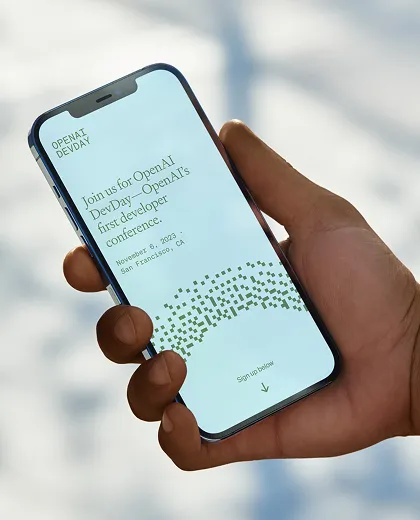 OPENAI
DEVDAY
Join us for OpenAI
DevDay—OpenAI's
first developer
conference.
November 6, 2023 ·
San Francisco, CA
Sign up below